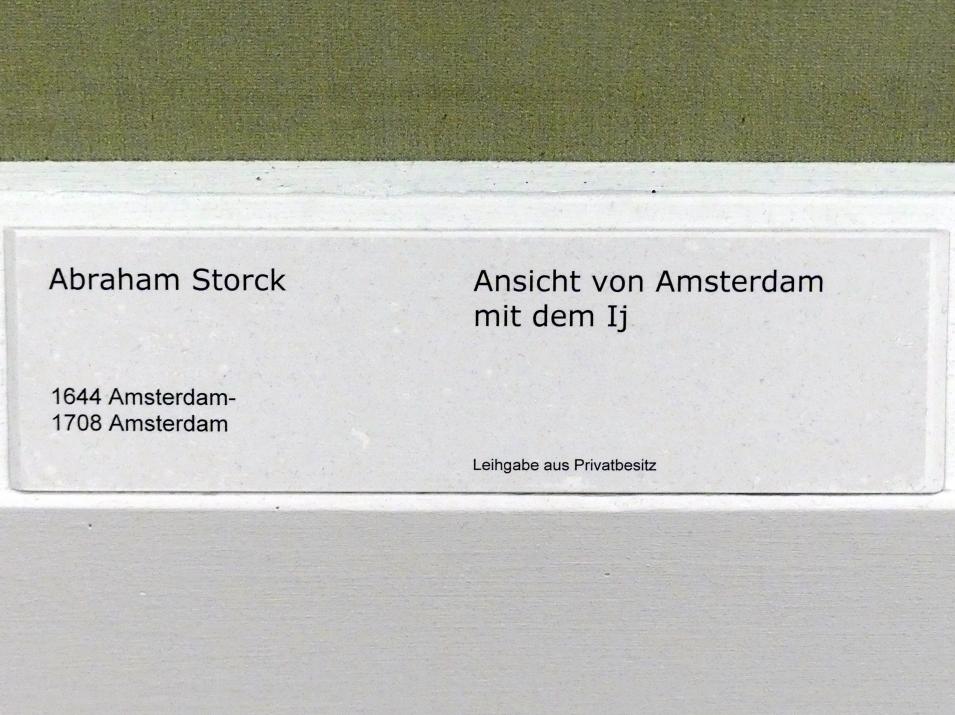 Abraham Storck
1644 Amsterdam-
1708 Amsterdam
Ansicht von Amsterdam
mit dem Ij
Leihgabe aus Privatbesitz